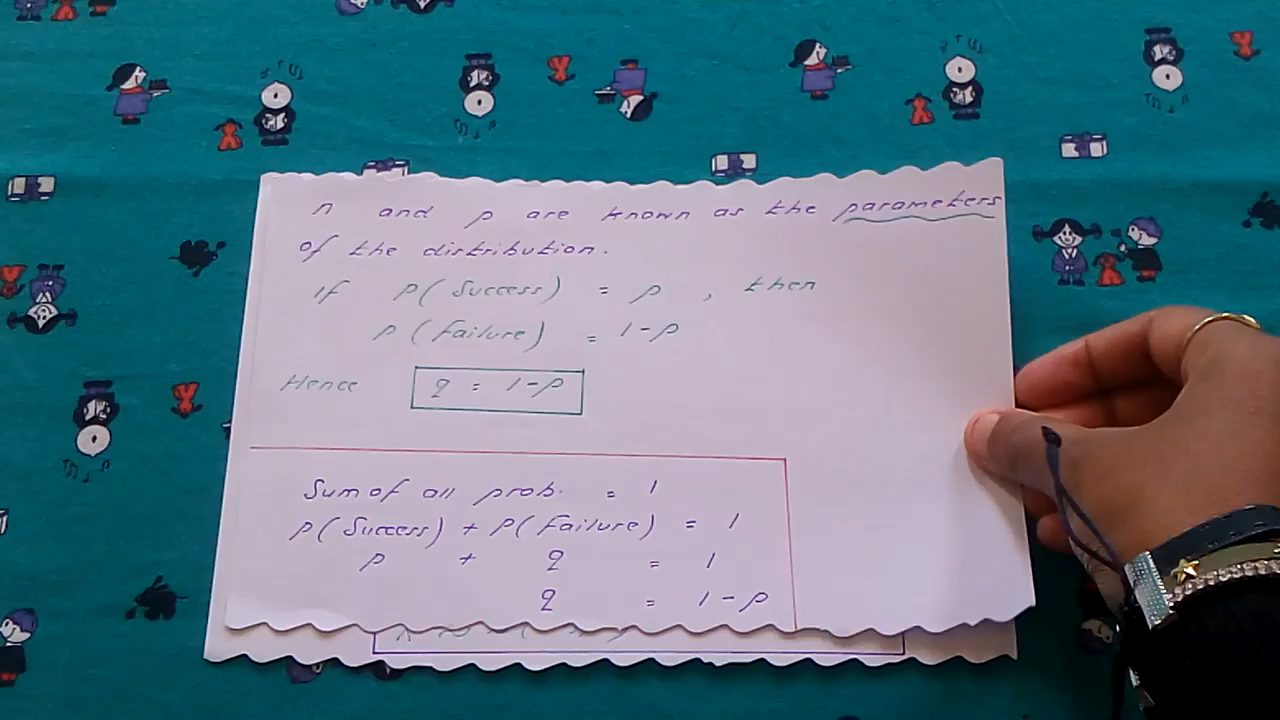 n and p are known as the parameters
of the distribution.
If P(Success) = p , then
P(Failure) = 1-p
Hence q = 1-p
Sum of all prob. = 1
P(Success) + P(Failure) = 1
p + q = 1
q = 1-p